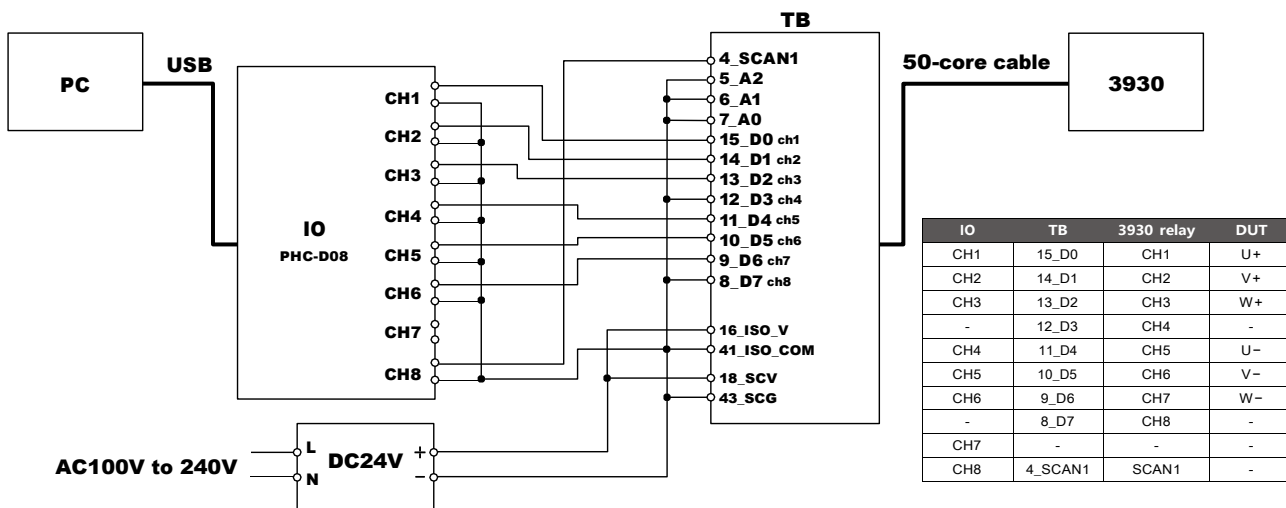 TB
PC
USB
IO
PHC-D08
CH1
CH2
CH3
CH4
CH5
CH6
CH7
CH8
4_SCAN1
5_A2
6_A1
7_A0
15_D0 ch1
14_D1 ch2
13_D2 ch3
12_D3 ch4
11_D4 ch5
10_D5 ch6
9_D6 ch7
8_D7 ch8
16_ISO_V
41_ISO_COM
18_SCV
43_SCG
50-core cable
3930
AC100V to 240V
L
N
DC24V
+
−
IO TB 3930 relay DUT
CH1 15_D0 CH1 U+
CH2 14_D1 CH2 V+
CH3 13_D2 CH3 W+
- 12_D3 CH4 -
CH4 11_D4 CH5 U−
CH5 10_D5 CH6 V−
CH6 9_D6 CH7 W−
- 8_D7 CH8 -
CH7 - - -
CH8 4_SCAN1 SCAN1 -